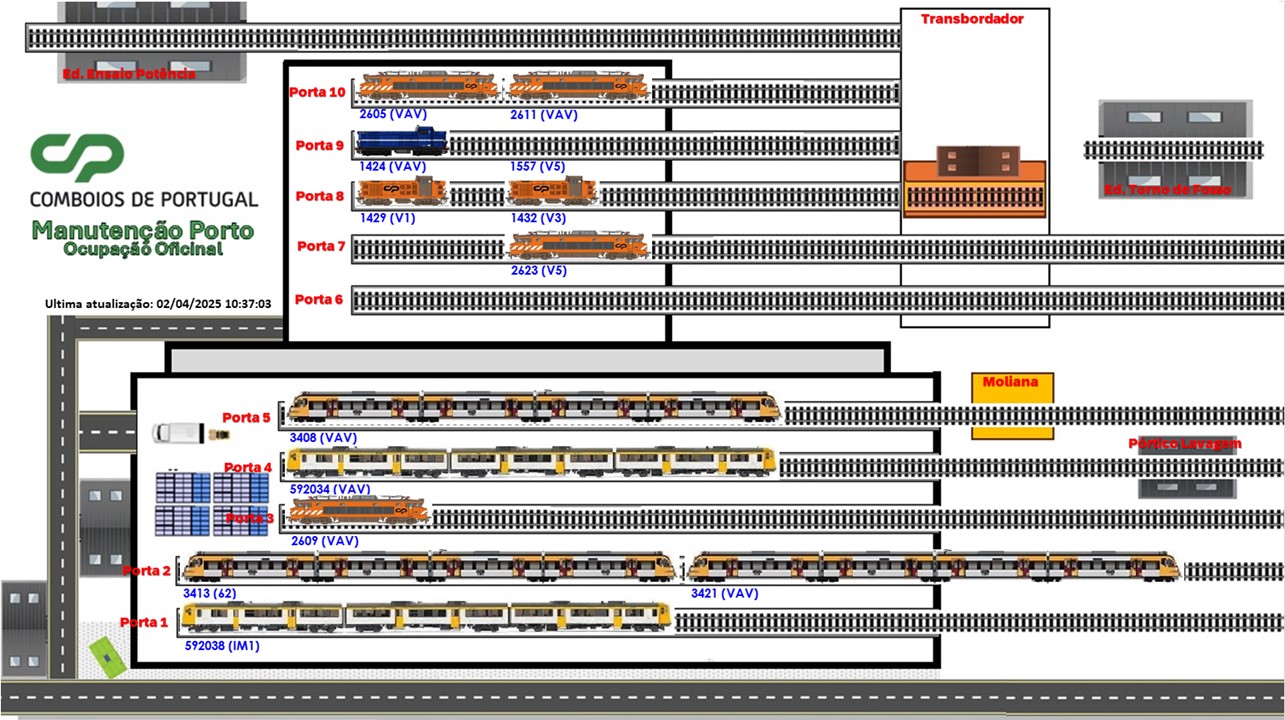 Transbordador
Ed. Ensaio Potência
Porta 10
2605 (VAV)
2611 (VAV)
Porta 9
1424 (VAV)
1557 (V5)
Porta 8
1429 (V1)
1432 (V3)
Ed. Torno de Fosso
CP
COMBOIOS DE PORTUGAL
Manutenção Porto
Ocupação Oficinal
Porta 7
2623 (V5)
Porta 6
Ultima atualização: 02/04/2025 10:37:03
Moliana
Porta 5
3408 (VAV)
Pórtico Lavagem
Porta 4
592034 (VAV)
Porta 3
2609 (VAV)
Porta 2
3413 (62)
3421 (VAV)
Porta 1
592038 (IM1)